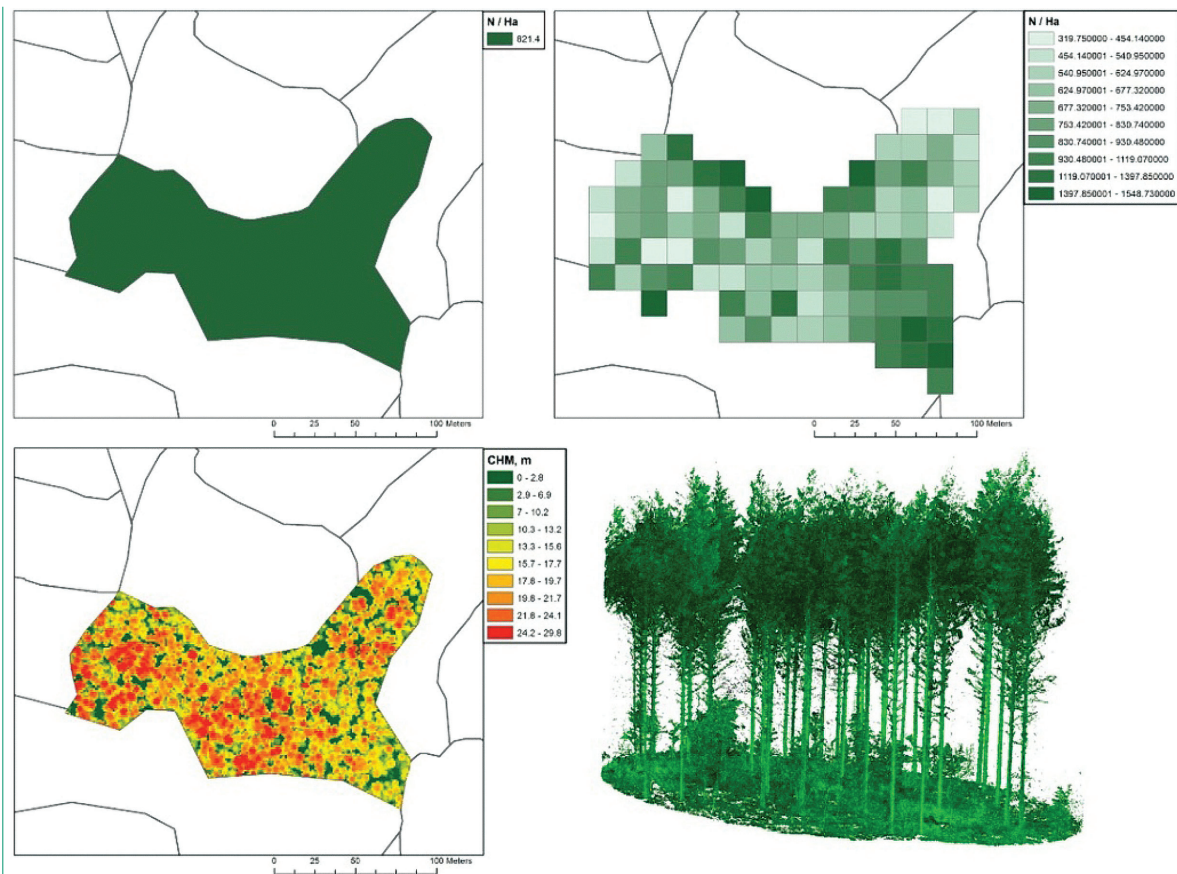 N / Ha
821.4
0 25 50 100 Meters
N / Ha
319.750000 - 454.140000
454.140001 - 540.950000
540.950001 - 624.970000
624.970001 - 677.320000
677.320001 - 753.420000
753.420001 - 830.740000
830.740001 - 930.480000
930.480001 - 1119.070000
1119.070001 - 1397.850000
1397.850001 - 1548.730000
0 25 50 100 Meters
CHM, m
0 - 2.8
2.9 - 6.9
7 - 10.2
10.3 - 13.2
13.3 - 15.6
15.7 - 17.7
17.8 - 19.7
19.8 - 21.7
21.8 - 24.1
24.2 - 29.8
0 25 50 100 Meters